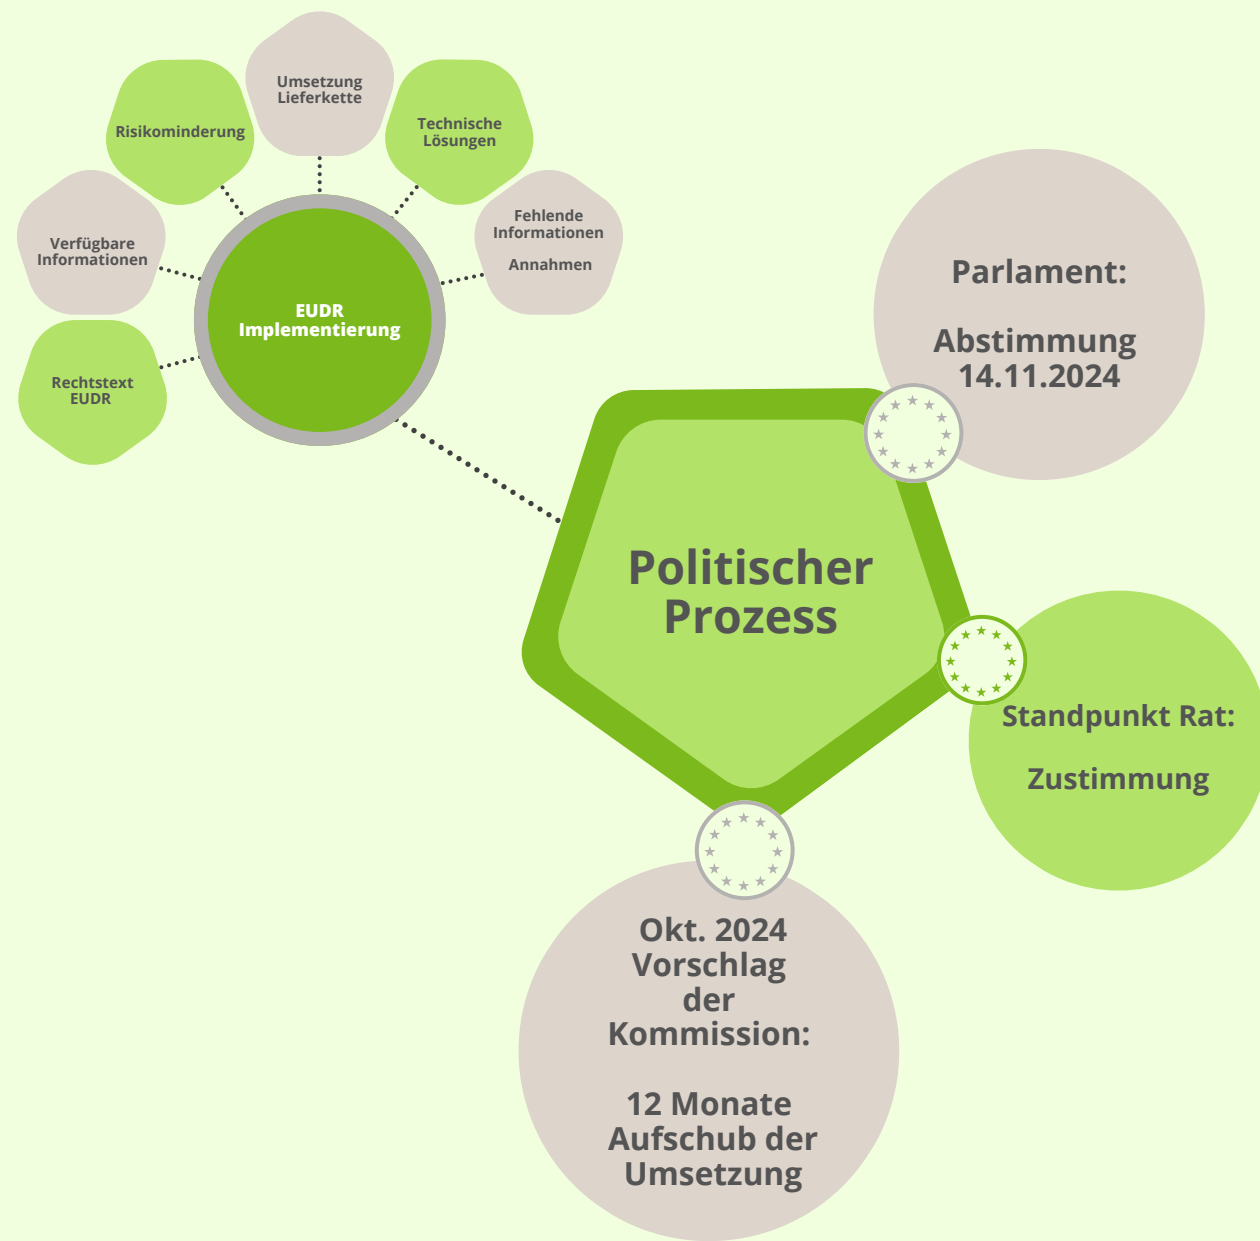 Umsetzung
Lieferkette
Risikominderung
Technische
Lösungen
Verfügbare
Informationen
Fehlende
Informationen
Annahmen
EUDR
Implementierung
Rechtstext
EUDR
Parlament:
Abstimmung
14.11.2024
Politischer
Prozess
Standpunkt Rat:
Zustimmung
Okt. 2024
Vorschlag
der
Kommission:
12 Monate
Aufschub der
Umsetzung